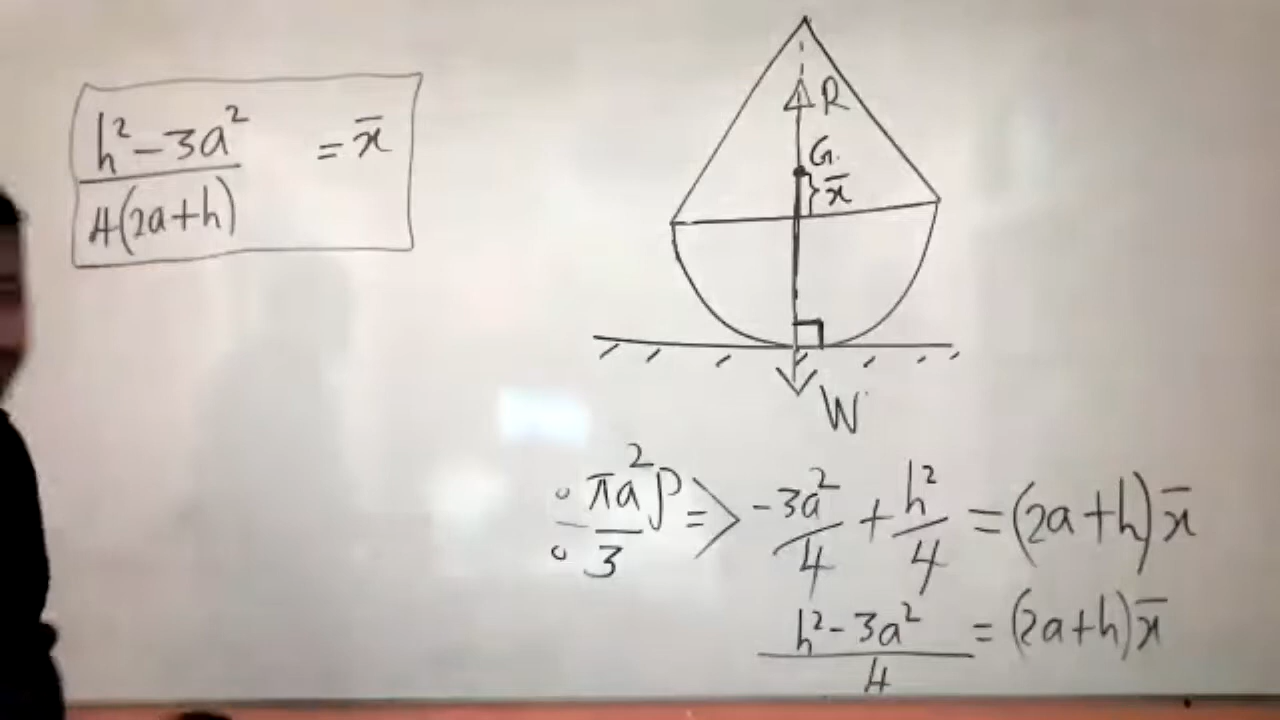 h² - 3a² / 4(2a+h) = x̄
R
G.
x̄
W
÷ πa²ρ/3 => -3a²/4 + h²/4 = (2a+h)x̄
h² - 3a² / 4 = (2a+h)x̄